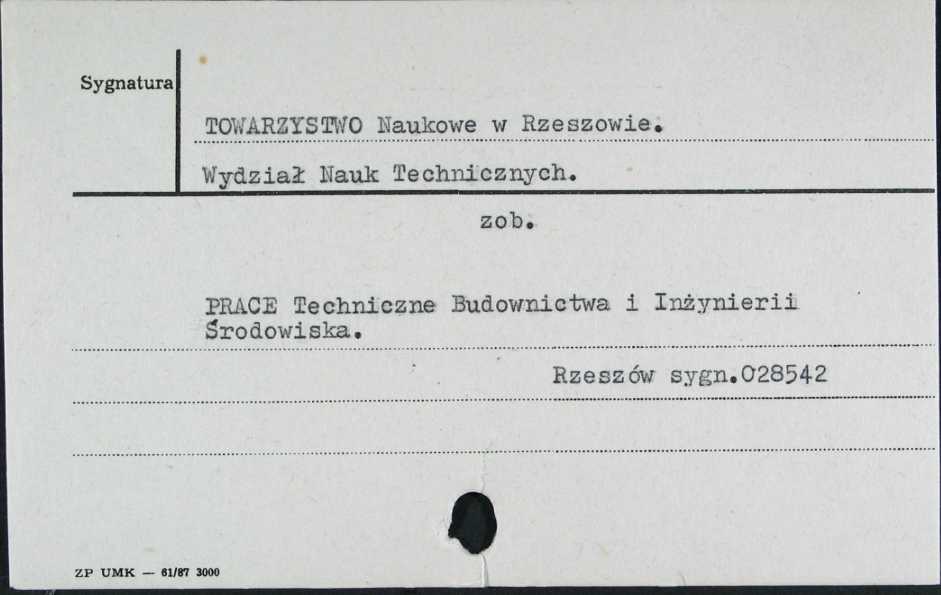 Sygnatura
TOWARZYSTWO Naukowe w Rzeszowie.
Wydział Nauk Technicznych.
zob.
PRACE Techniczne Budownictwa i Inżynierii
Środowiska.
Rzeszów sygn.028542
ZP UMK — 61/87 3000